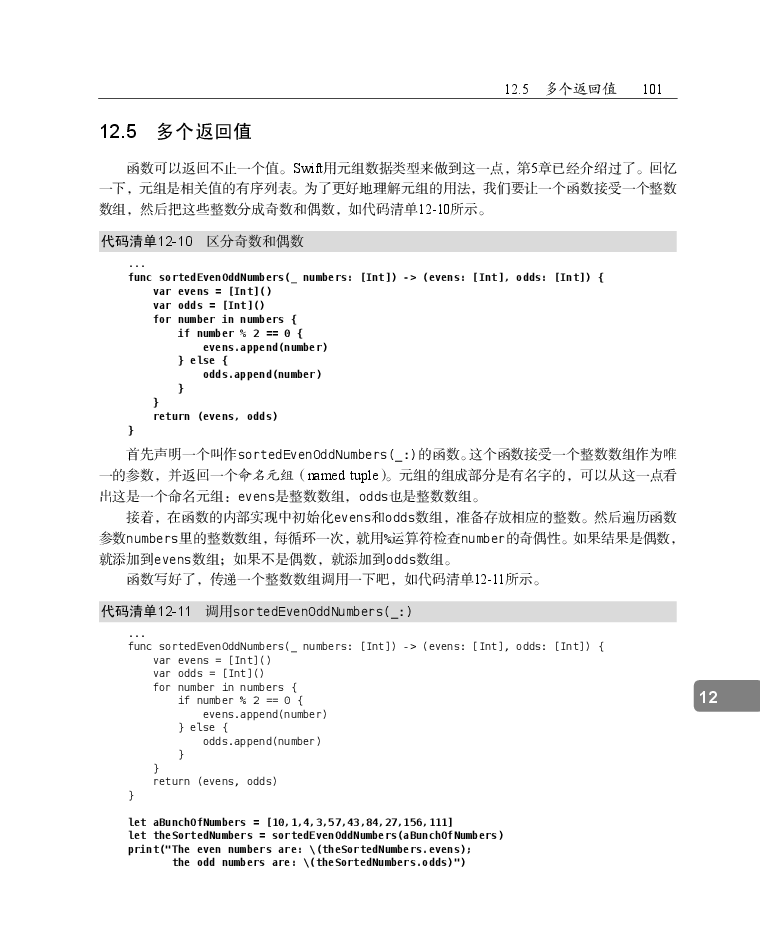 12.5 多个返回值 101
12.5 多个返回值
函数可以返回不止一个值。Swift用元组数据类型来做到这一点，第5章已经介绍过了。回忆
一下，元组是相关值的有序列表。为了更好地理解元组的用法，我们要让一个函数接受一个整数
数组，然后把这些整数分成奇数和偶数，如代码清单12-10所示。
代码清单12-10 区分奇数和偶数
...
func sortedEvenOddNumbers(_ numbers: [Int]) -> (evens: [Int], odds: [Int]) {
    var evens = [Int]()
    var odds = [Int]()
    for number in numbers {
        if number % 2 == 0 {
            evens.append(number)
        } else {
            odds.append(number)
        }
    }
    return (evens, odds)
}
首先声明一个叫作sortedEvenOddNumbers(_:)的函数。这个函数接受一个整数数组作为唯
一的参数，并返回一个命名元组（named tuple）。元组的组成部分是有名字的，可以从这一点看
出这是一个命名元组：evens是整数数组，odds也是整数数组。
接着，在函数的内部实现中初始化evens和odds数组，准备存放相应的整数。然后遍历函数
参数numbers里的整数数组，每循环一次，就用%运算符检查number的奇偶性。如果结果是偶数，
就添加到evens数组；如果不是偶数，就添加到odds数组。
函数写好了，传递一个整数数组调用一下吧，如代码清单12-11所示。
代码清单12-11 调用sortedEvenOddNumbers(_:)
...
func sortedEvenOddNumbers(_ numbers: [Int]) -> (evens: [Int], odds: [Int]) {
    var evens = [Int]()
    var odds = [Int]()
    for number in numbers {
        if number % 2 == 0 {
            evens.append(number)
        } else {
            odds.append(number)
        }
    }
    return (evens, odds)
}
12
let aBunchOfNumbers = [10,1,4,3,57,43,84,27,156,111]
let theSortedNumbers = sortedEvenOddNumbers(aBunchOfNumbers)
print("The even numbers are: \(theSortedNumbers.evens);
       the odd numbers are: \(theSortedNumbers.odds)")